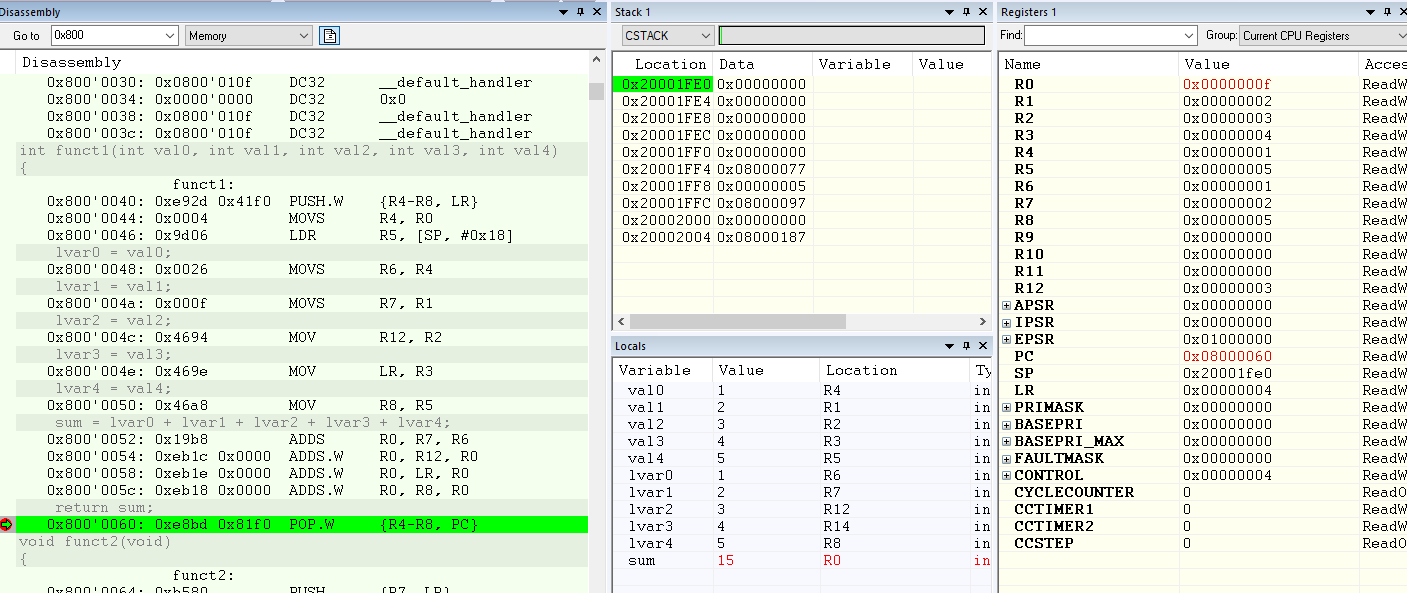 Disassembly
Go to 0x800 Memory
Disassembly
0x800'0030: 0x0800'010f DC32 __default_handler
0x800'0034: 0x0000'0000 DC32 0x0
0x800'0038: 0x0800'010f DC32 __default_handler
0x800'003c: 0x0800'010f DC32 __default_handler
int funct1(int val0, int val1, int val2, int val3, int val4)
{
funct1:
0x800'0040: 0xe92d 0x41f0 PUSH.W {R4-R8, LR}
0x800'0044: 0x0004 MOVS R4, R0
0x800'0046: 0x9d06 LDR R5, [SP, #0x18]
lvar0 = val0;
0x800'0048: 0x0026 MOVS R6, R4
lvar1 = val1;
0x800'004a: 0x000f MOVS R7, R1
lvar2 = val2;
0x800'004c: 0x4694 MOV R12, R2
lvar3 = val3;
0x800'004e: 0x469e MOV LR, R3
lvar4 = val4;
0x800'0050: 0x46a8 MOV R8, R5
sum = lvar0 + lvar1 + lvar2 + lvar3 + lvar4;
0x800'0052: 0x19b8 ADDS R0, R7, R6
0x800'0054: 0xeb1c 0x0000 ADDS.W R0, R12, R0
0x800'0058: 0xeb1e 0x0000 ADDS.W R0, LR, R0
0x800'005c: 0xeb18 0x0000 ADDS.W R0, R8, R0
return sum;
0x800'0060: 0xe8bd 0x81f0 POP.W {R4-R8, PC}
void funct2(void)
{
funct2:
0x800'0064: 0xb580 PUSH {R7, LR}
Stack 1
CSTACK
Location Data Variable Value
0x20001FE0 0x00000000
0x20001FE4 0x00000000
0x20001FE8 0x00000000
0x20001FEC 0x00000000
0x20001FF0 0x00000000
0x20001FF4 0x08000077
0x20001FF8 0x00000005
0x20001FFC 0x08000097
0x20002000 0x00000000
0x20002004 0x08000187
Locals
Variable Value Location Ty
val0 1 R4 in
val1 2 R1 in
val2 3 R2 in
val3 4 R3 in
val4 5 R5 in
lvar0 1 R6 in
lvar1 2 R7 in
lvar2 3 R12 in
lvar3 4 R14 in
lvar4 5 R8 in
sum 15 R0 in
Registers 1
Find: Group: Current CPU Registers
Name Value Acces
R0 0x0000000f ReadW
R1 0x00000002 ReadW
R2 0x00000003 ReadW
R3 0x00000004 ReadW
R4 0x00000001 ReadW
R5 0x00000005 ReadW
R6 0x00000001 ReadW
R7 0x00000002 ReadW
R8 0x00000005 ReadW
R9 0x00000000 ReadW
R10 0x00000000 ReadW
R11 0x00000000 ReadW
R12 0x00000003 ReadW
APSR 0x00000000 ReadW
IPSR 0x00000000 ReadW
EPSR 0x01000000 ReadW
PC 0x08000060 ReadW
SP 0x20001fe0 ReadW
LR 0x00000004 ReadW
PRIMASK 0x00000000 ReadW
BASEPRI 0x00000000 ReadW
BASEPRI_MAX 0x00000000 ReadW
FAULTMASK 0x00000000 ReadW
CONTROL 0x00000004 ReadW
CYCLECOUNTER 0 ReadO
CCTIMER1 0 ReadW
CCTIMER2 0 ReadW
CCSTEP 0 ReadO